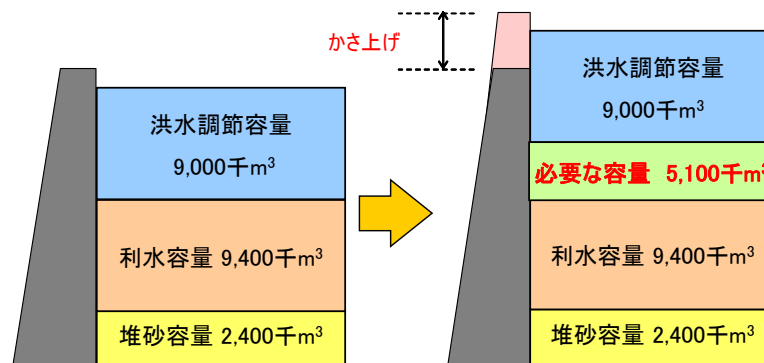 かさ上げ
洪水調節容量
9,000千m³
利水容量 9,400千m³
堆砂容量 2,400千m³
洪水調節容量
9,000千m³
必要な容量 5,100千m³
利水容量 9,400千m³
堆砂容量 2,400千m³